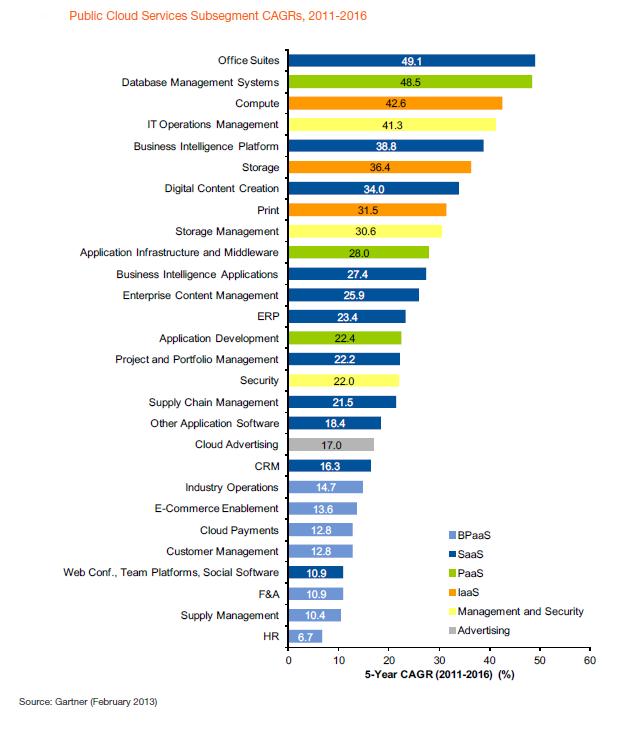 Public Cloud Services Subsegment CAGRs, 2011-2016
Office Suites 49.1
Database Management Systems 48.5
Compute 42.6
IT Operations Management 41.3
Business Intelligence Platform 38.8
Storage 36.4
Digital Content Creation 34.0
Print 31.5
Storage Management 30.6
Application Infrastructure and Middleware 28.0
Business Intelligence Applications 27.4
Enterprise Content Management 25.9
ERP 23.4
Application Development 22.4
Project and Portfolio Management 22.2
Security 22.0
Supply Chain Management 21.5
Other Application Software 18.4
Cloud Advertising 17.0
CRM 16.3
Industry Operations 14.7
E-Commerce Enablement 13.6
Cloud Payments 12.8
Customer Management 12.8
Web Conf., Team Platforms, Social Software 10.9
F&A 10.9
Supply Management 10.4
HR 6.7
BPaaS
SaaS
PaaS
IaaS
Management and Security
Advertising
0 10 20 30 40 50 60
5-Year CAGR (2011-2016) (%)
Source: Gartner (February 2013)